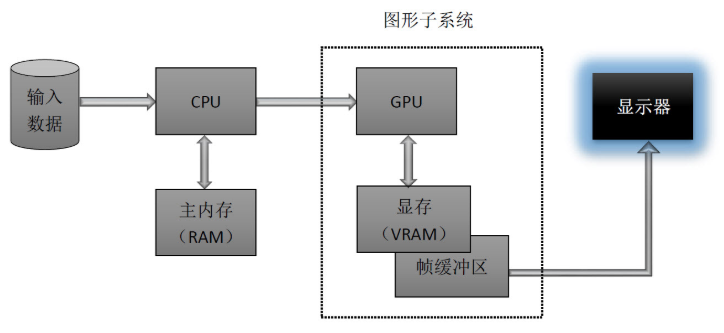 图形子系统
输入
数据
CPU
GPU
显示器
主内存
（RAM）
显存
（VRAM）
帧缓冲区